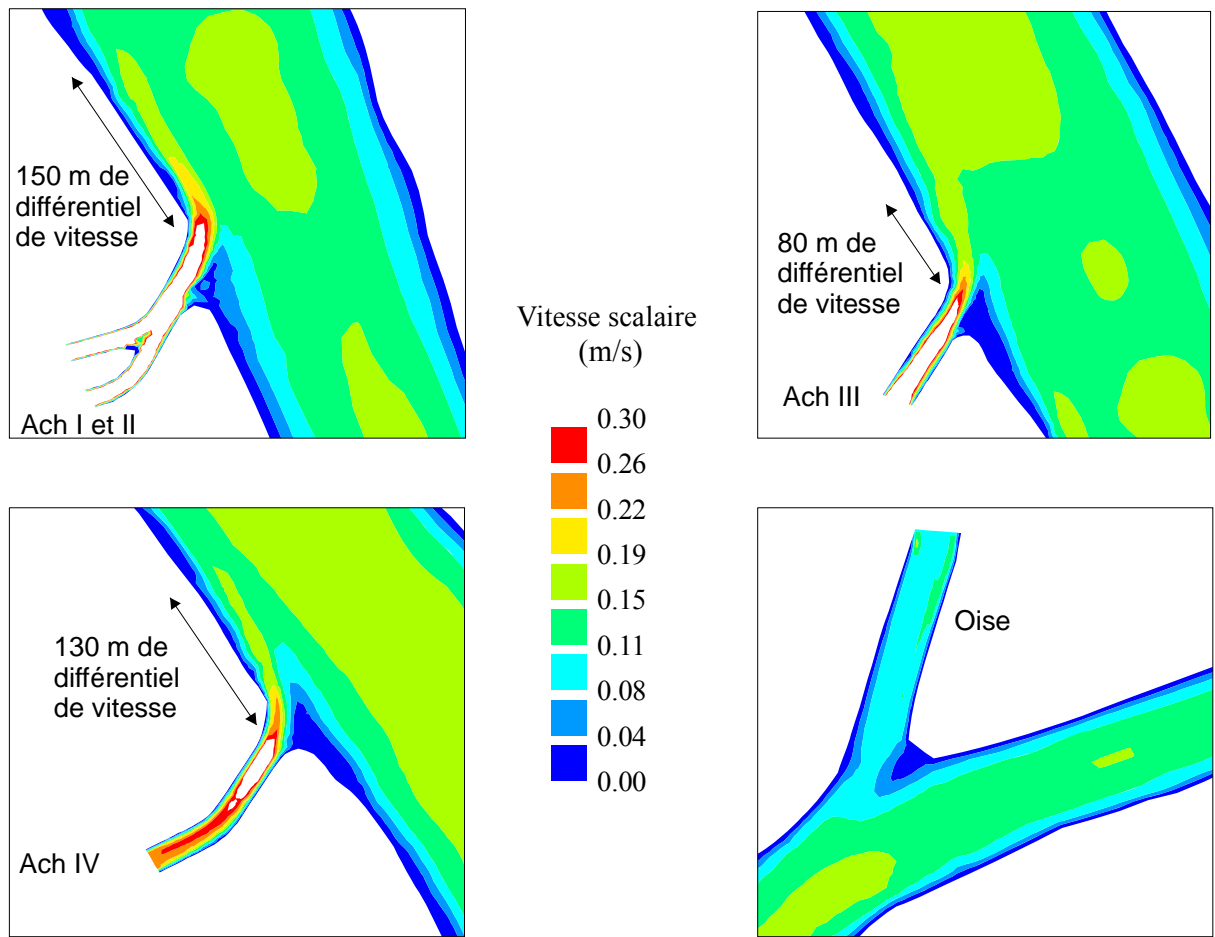 150 m de
différentiel
de vitesse
Ach I et II
80 m de
différentiel
de vitesse
Ach III
Vitesse scalaire
(m/s)
0.30
0.26
0.22
0.19
0.15
0.11
0.08
0.04
0.00
130 m de
différentiel
de vitesse
Ach IV
Oise